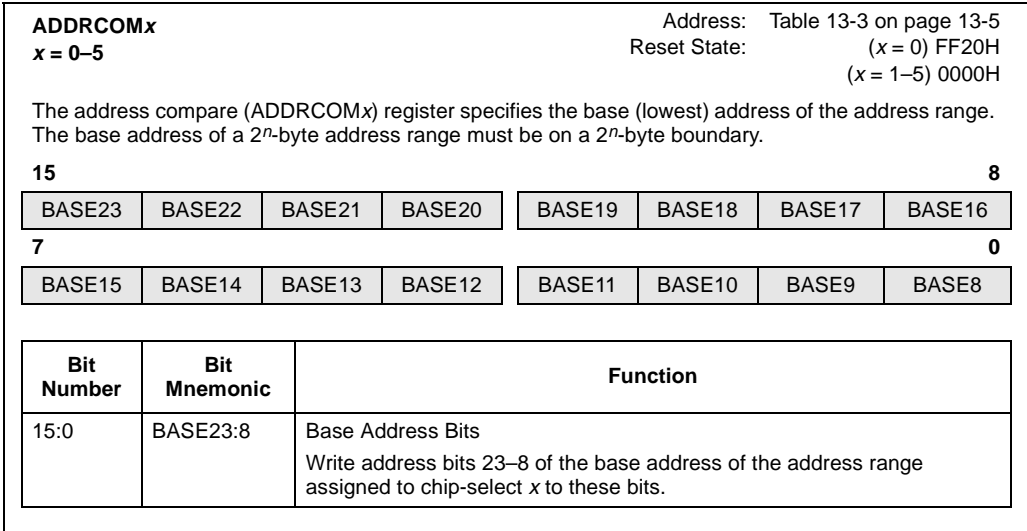 ADDRCOMx Address: Table 13-3 on page 13-5
x = 0–5 Reset State: (x = 0) FF20H
(x = 1–5) 0000H
The address compare (ADDRCOMx) register specifies the base (lowest) address of the address range.
The base address of a 2n-byte address range must be on a 2n-byte boundary.
15 8
BASE23 BASE22 BASE21 BASE20 BASE19 BASE18 BASE17 BASE16
7 0
BASE15 BASE14 BASE13 BASE12 BASE11 BASE10 BASE9 BASE8
Bit Number Bit Mnemonic Function
15:0 BASE23:8 Base Address Bits
Write address bits 23–8 of the base address of the address range
assigned to chip-select x to these bits.